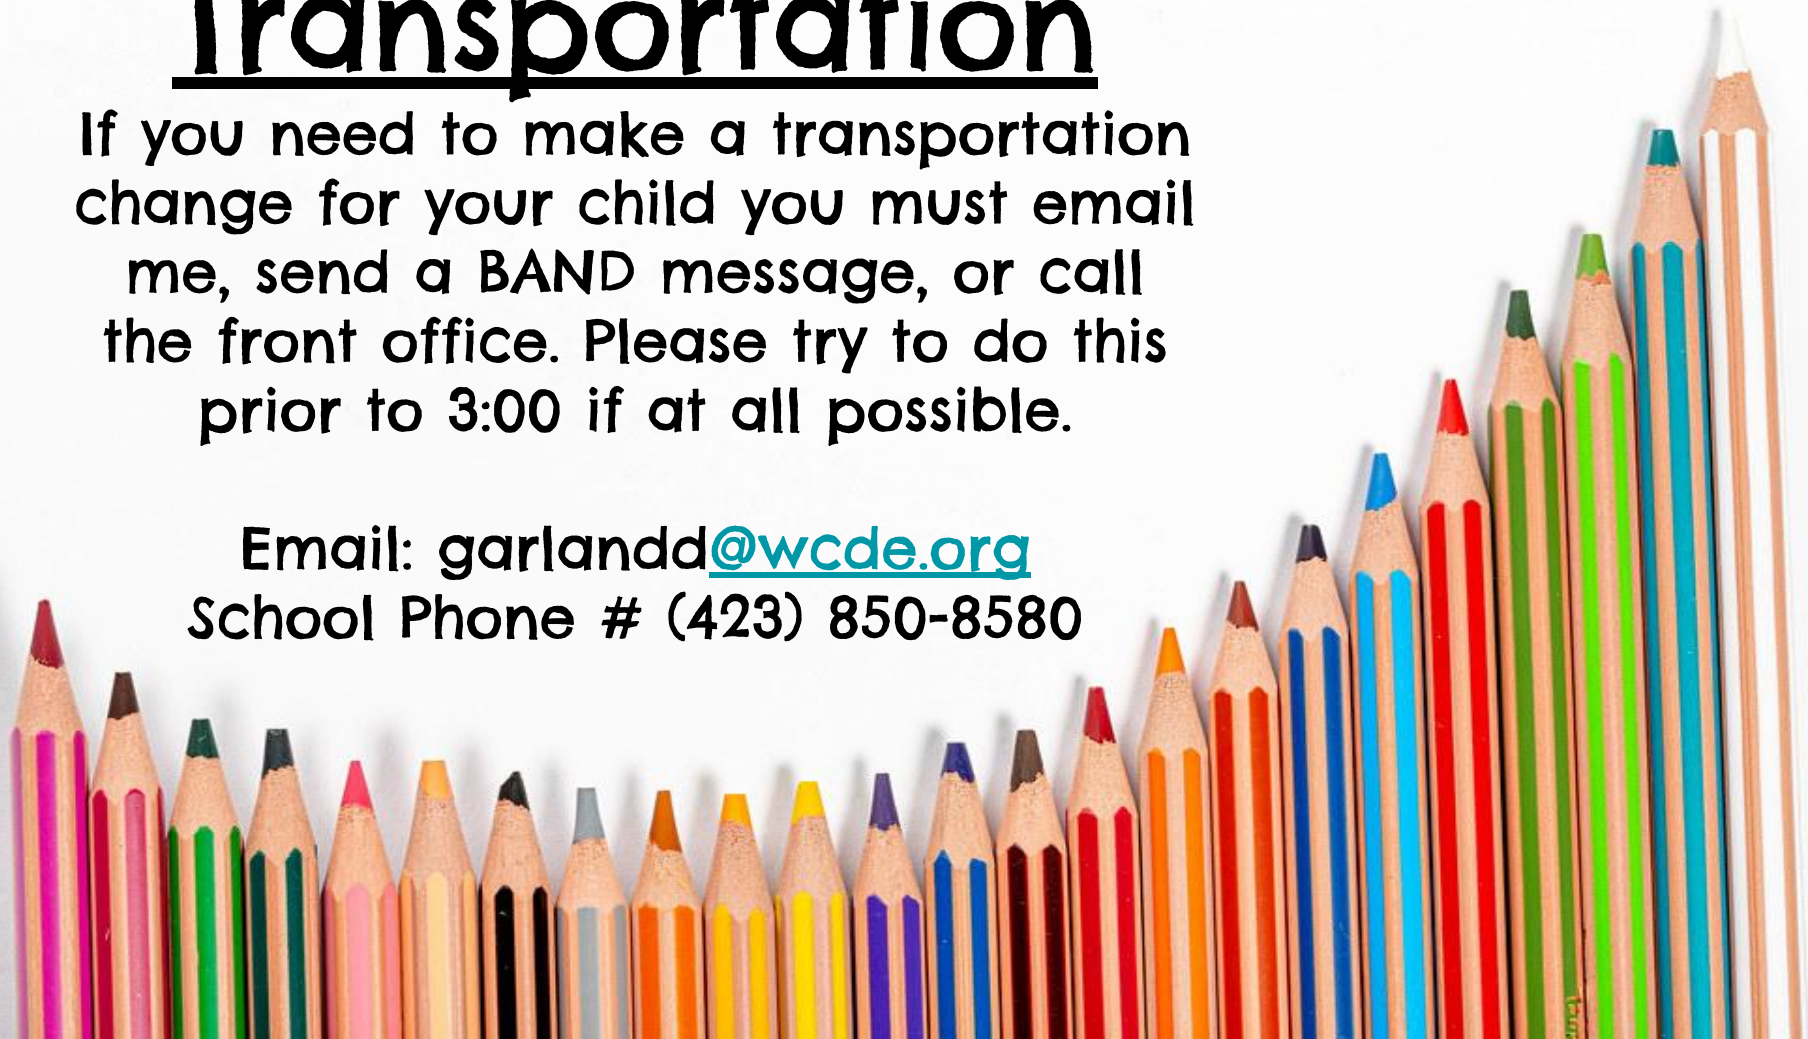 Transportation
If you need to make a transportation
change for your child you must email
me, send a BAND message, or call
the front office. Please try to do this
prior to 3:00 if at all possible.
Email: garlandd@wcde.org
School Phone # (423) 850-8580